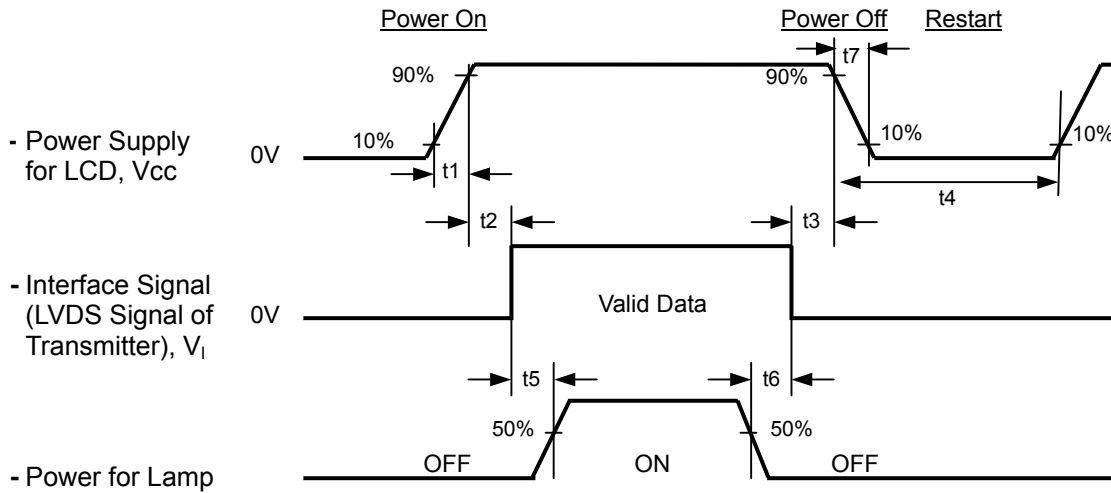 Power On
Power Off
Restart
t7
90%
90%
10%
10%
10%
- Power Supply
for LCD, Vcc
0V
t1
t4
t2
t3
- Interface Signal
(LVDS Signal of
Transmitter), VI
0V
Valid Data
t5
t6
50%
50%
- Power for Lamp
OFF
ON
OFF